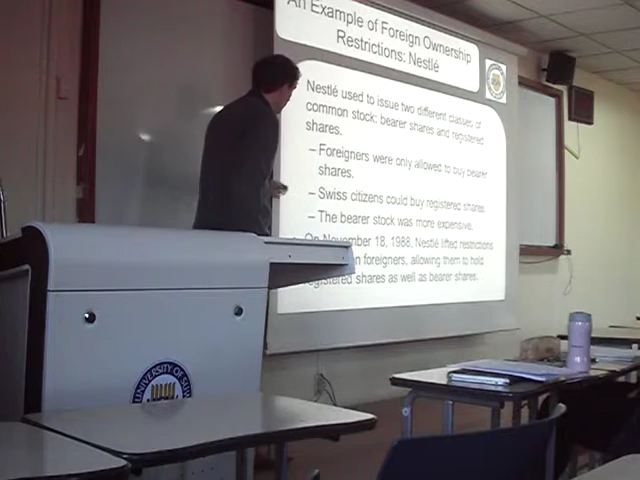 An Example of Foreign Ownership
Restrictions: Nestlé
Nestlé used to issue two different classes of
common stock: bearer shares and registered
shares.
– Foreigners were only allowed to buy bearer
shares.
– Swiss citizens could buy registered shares.
– The bearer stock was more expensive.
On November 18, 1988, Nestlé lifted restrictions
foreigners, allowing them to hold
registered shares as well as bearer shares.
UNIVERSITY OF